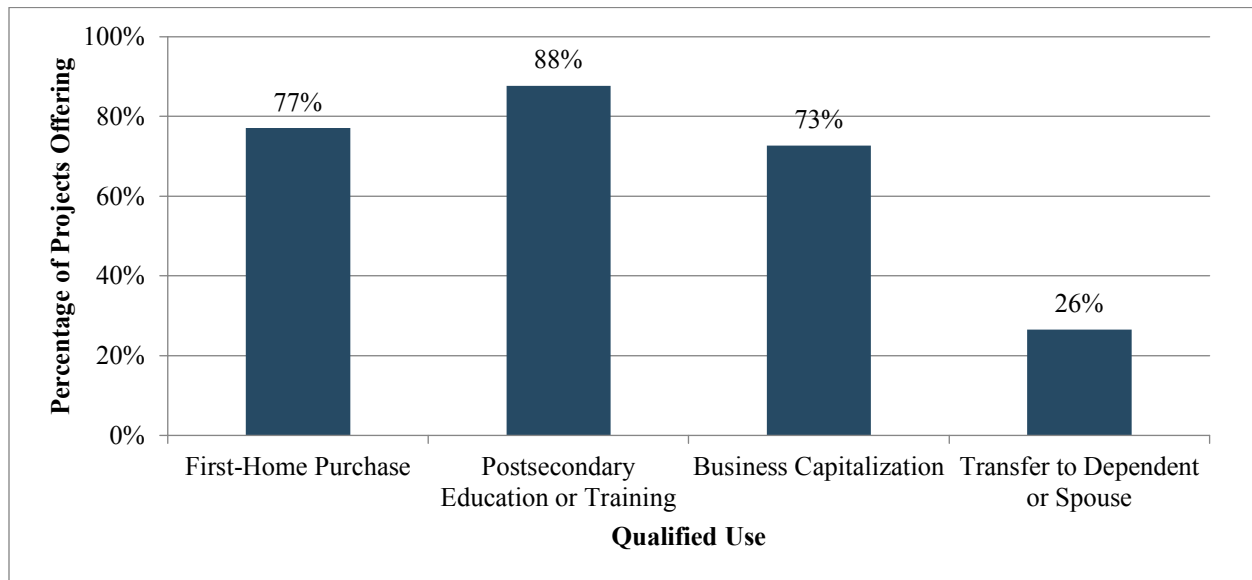 Percentage of Projects Offering
100%
80%
60%
40%
20%
0%
77%
88%
73%
26%
First-Home Purchase
Postsecondary
Education or Training
Business Capitalization
Transfer to Dependent
or Spouse
Qualified Use